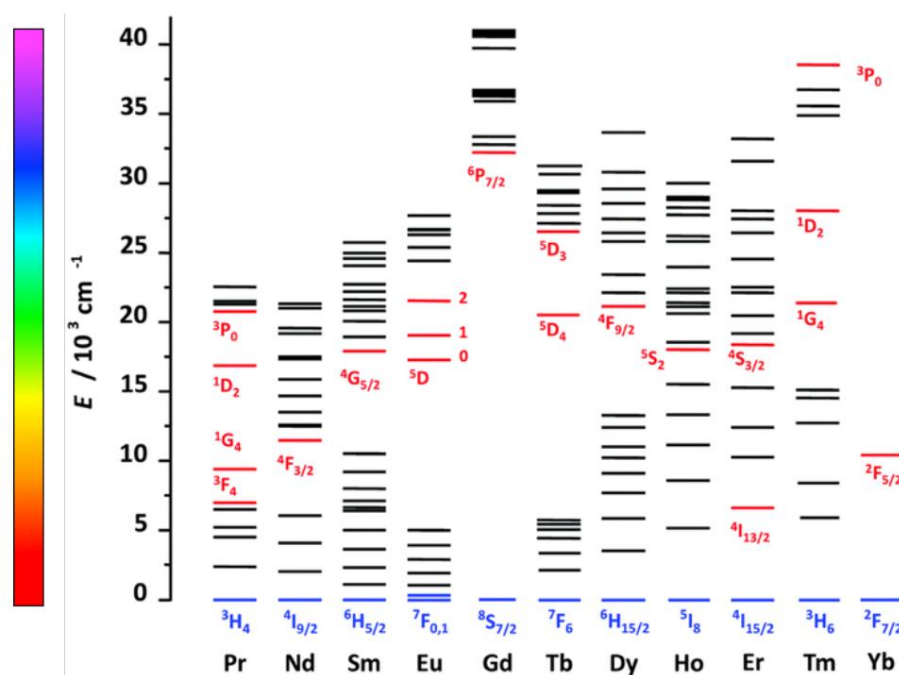 E / 10³ cm⁻¹
40
35
30
25
20
15
10
5
0
³P₀
¹D₂
¹G₄
³F₄
⁴F₃/₂
⁴G₅/₂
2
1
0
⁵D
⁶P₇/₂
⁵D₃
⁵D₄
⁴F₉/₂
⁵S₂
⁴S₃/₂
⁴I₁₃/₂
³P₀
¹D₂
¹G₄
²F₅/₂
³H₄ ⁴I₉/₂ ⁶H₅/₂ ⁷F₀,₁ ⁸S₇/₂ ⁷F₆ ⁶H₁₅/₂ ⁵I₈ ⁴I₁₅/₂ ³H₆ ²F₇/₂
Pr Nd Sm Eu Gd Tb Dy Ho Er Tm Yb